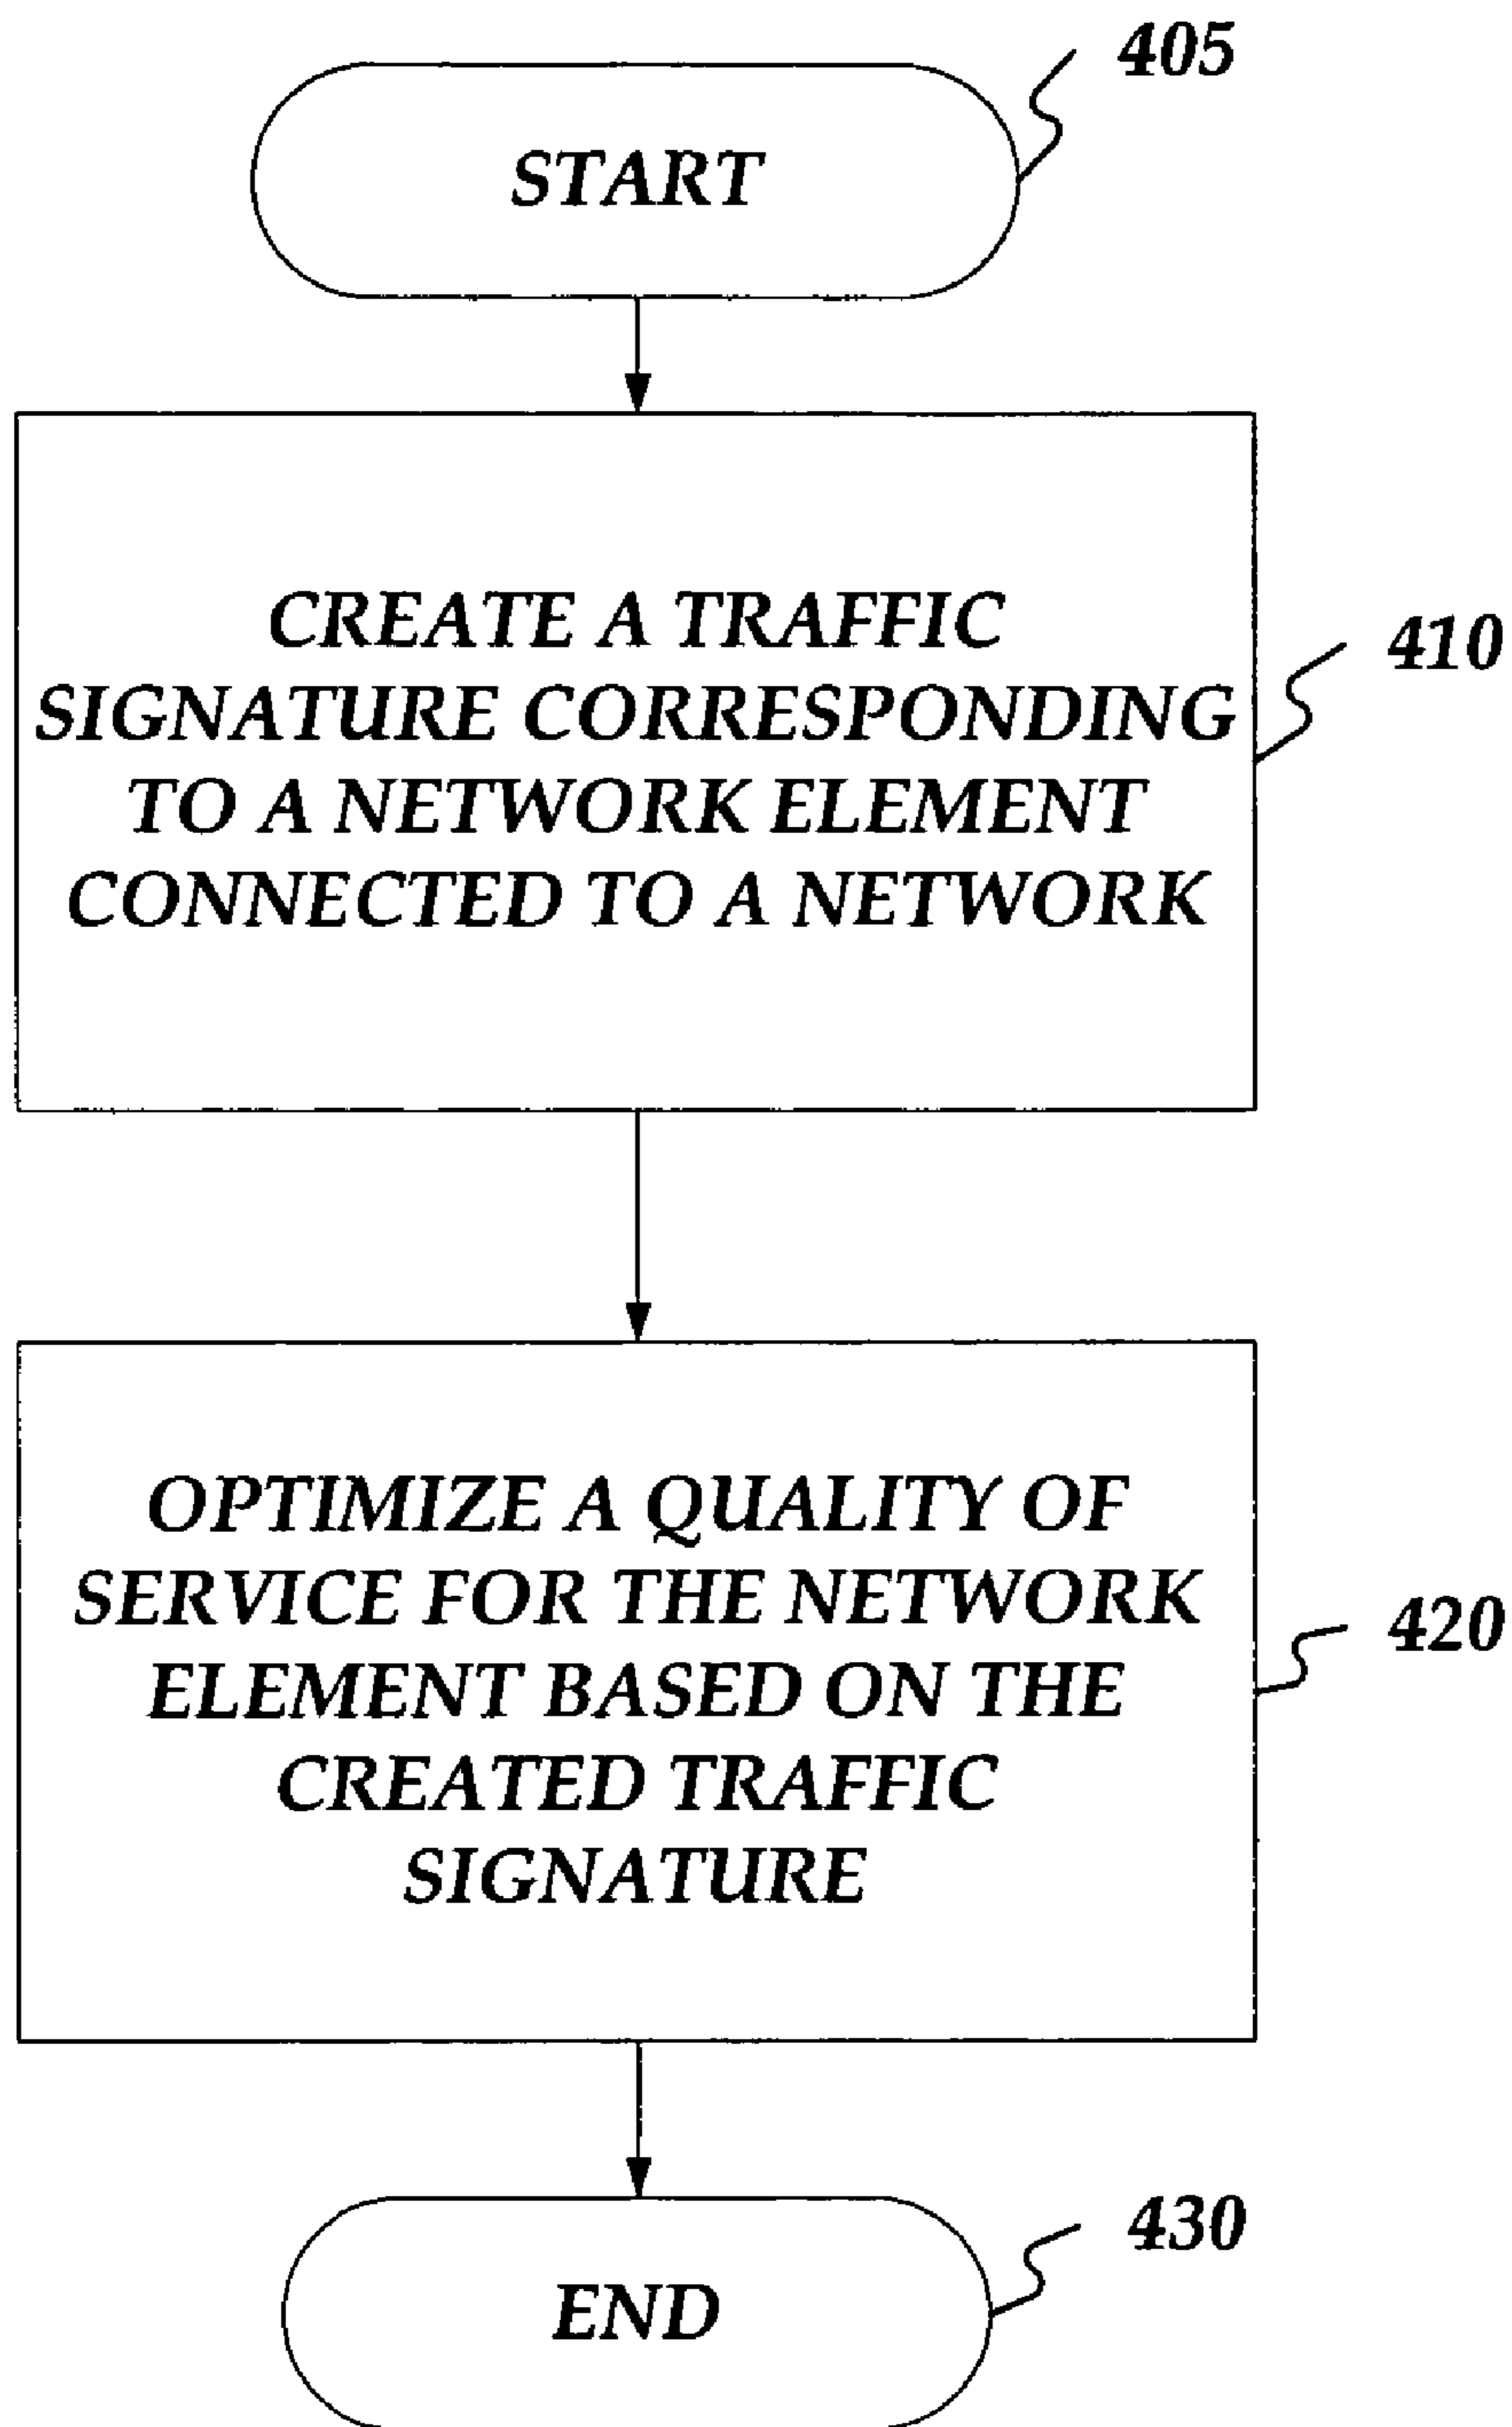 405
START
CREATE A TRAFFIC
SIGNATURE CORRESPONDING
TO A NETWORK ELEMENT
CONNECTED TO A NETWORK
410
OPTIMIZE A QUALITY OF
SERVICE FOR THE NETWORK
ELEMENT BASED ON THE
CREATED TRAFFIC
SIGNATURE
420
430
END